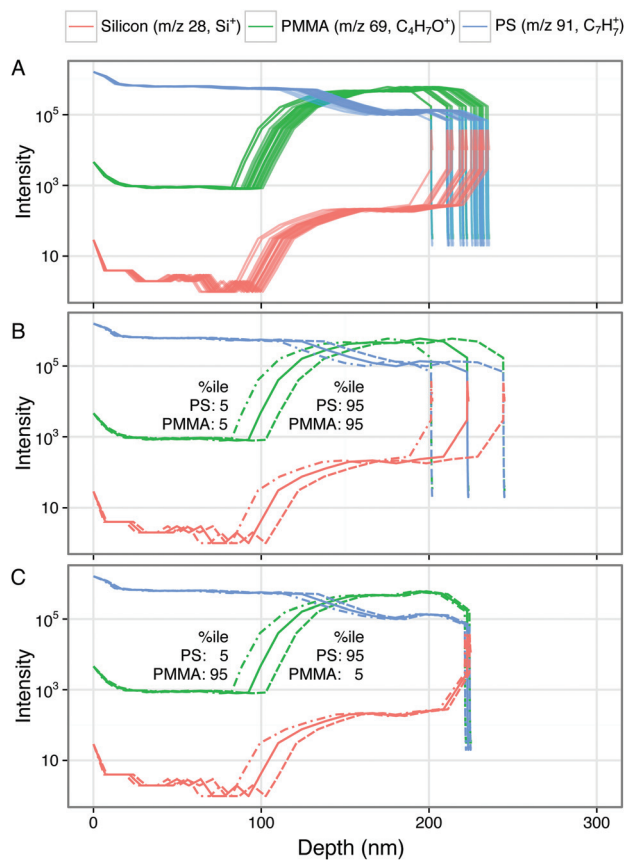 Silicon (m/z 28, Si⁺) PMMA (m/z 69, C₄H₇O⁺) PS (m/z 91, C₇H₇⁺)
A
10⁵
10³
10
Intensity
B
10⁵
10³
10
Intensity
%ile %ile
PS: 5 PS: 95
PMMA: 5 PMMA: 95
C
10⁵
10³
10
Intensity
%ile %ile
PS: 5 PS: 95
PMMA: 95 PMMA: 5
0 100 200 300
Depth (nm)